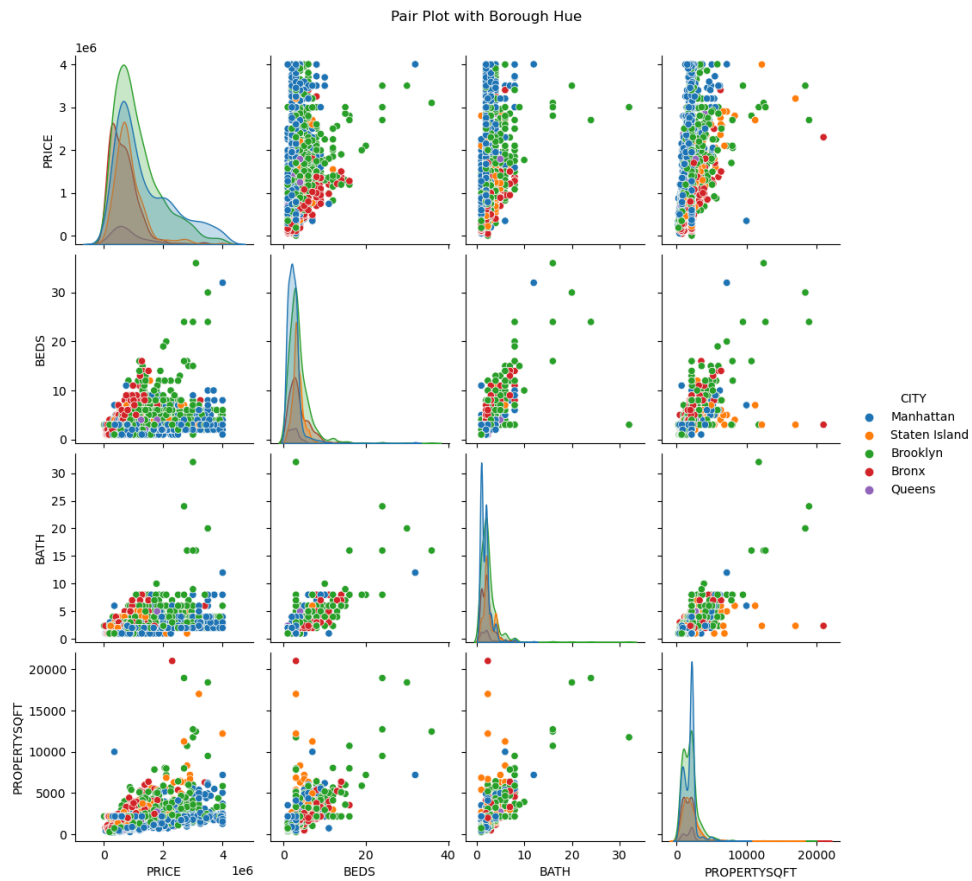 Pair Plot with Borough Hue
1e6
4
3
2
1
0
PRICE
30
20
10
0
BEDS
30
25
20
15
10
5
0
BATH
20000
15000
10000
5000
0
PROPERTYSQFT
0 2 4
1e6
PRICE
0 20 40
BEDS
0 10 20 30
BATH
0 10000 20000
PROPERTYSQFT
CITY
Manhattan
Staten Island
Brooklyn
Bronx
Queens